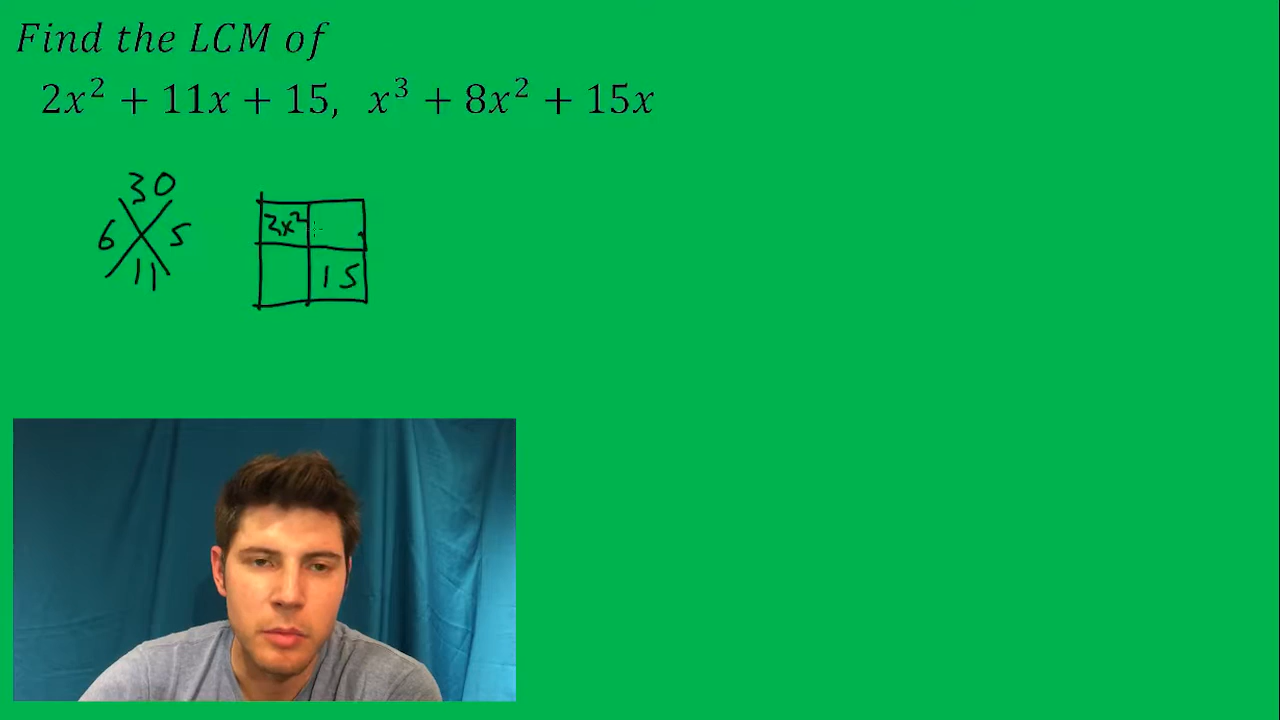 Find the LCM of
2x² + 11x + 15, x³ + 8x² + 15x
30
6 5
11
2x²
15